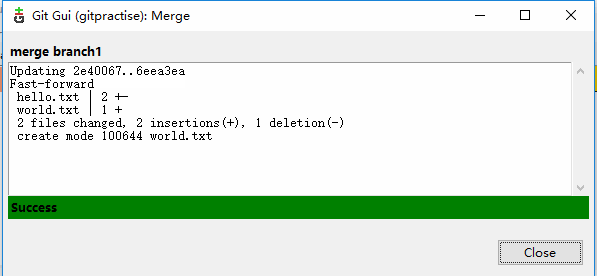 Git Gui (gitpractise): Merge
merge branch1
Updating 2e40067..6eea3ea
Fast-forward
hello.txt | 2 +-
world.txt | 1 +
2 files changed, 2 insertions(+), 1 deletion(-)
create mode 100644 world.txt
Success
Close